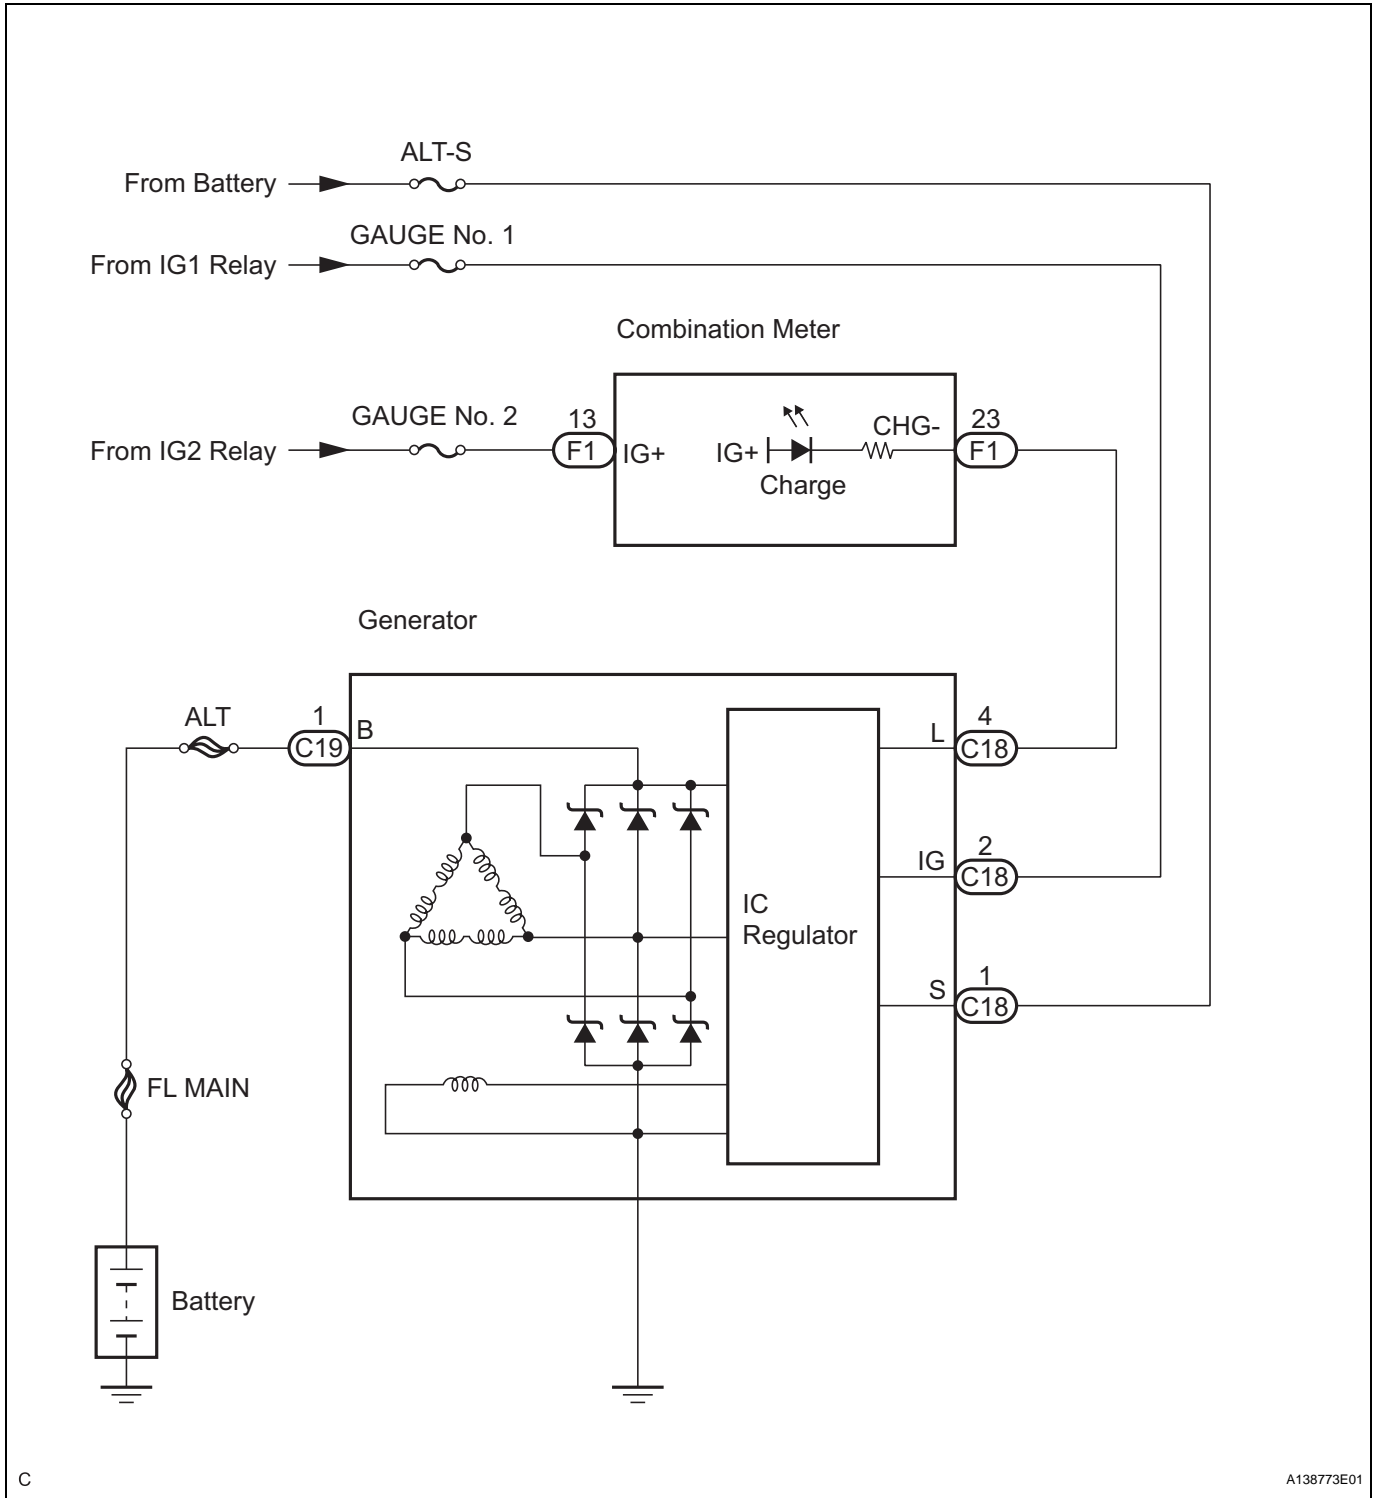 ALT-S
From Battery
GAUGE No. 1
From IG1 Relay
Combination Meter
GAUGE No. 2
13
CHG-
23
From IG2 Relay
F1
IG+
IG+
F1
Charge
Generator
ALT
1
B
L
4
C19
C18
IG
2
C18
IC
Regulator
S
1
C18
FL MAIN
Battery
C
A138773E01